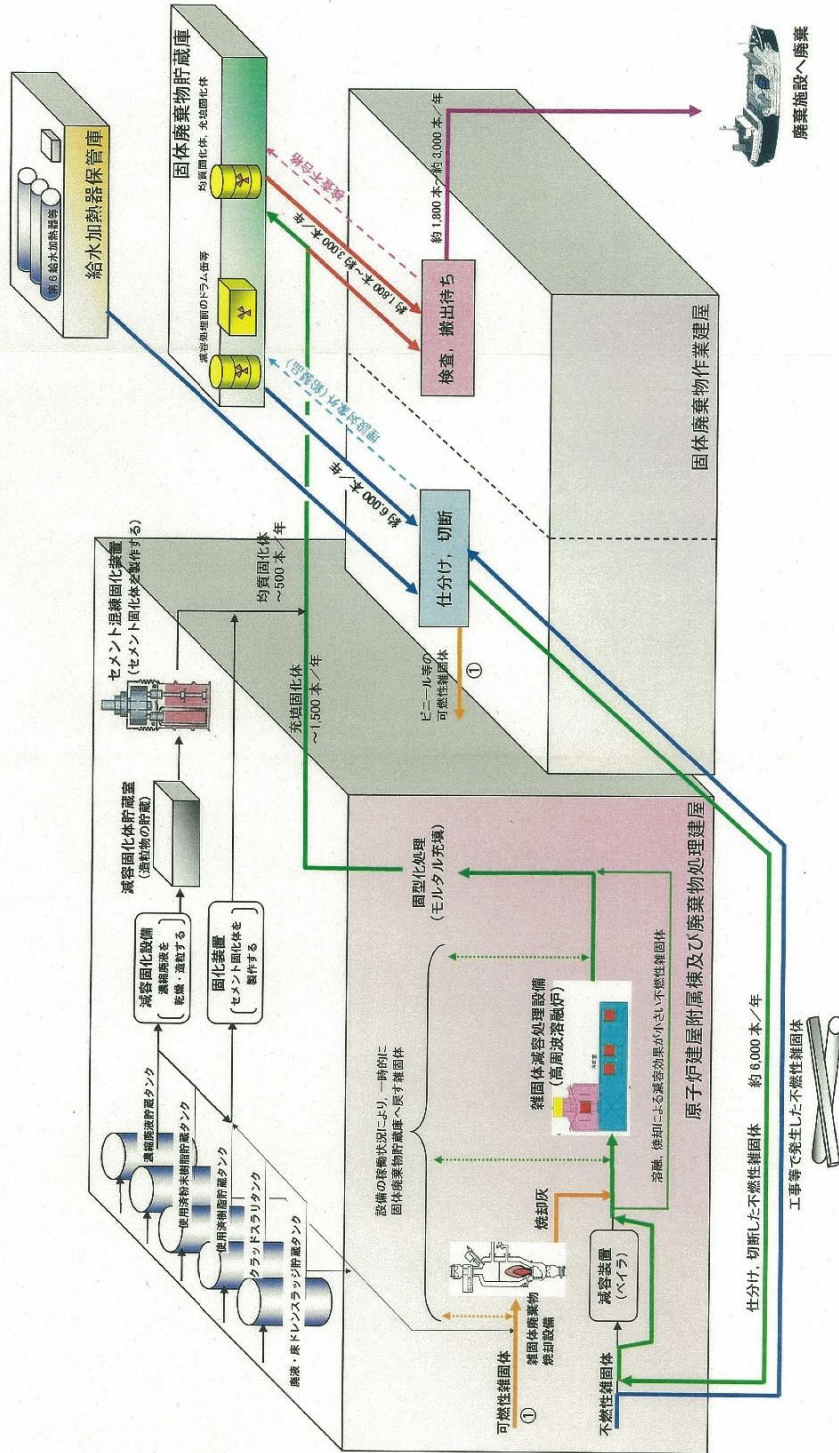 第6給水加熱器等
給水加熱器保管庫
固体廃棄物貯蔵庫
減容処理前のドラム缶等
均質固化体，充填固化体
検査不合格
約1,800本～約3,000本／年
埋設対象外（鉛製品）
約6,000本／年
検査，搬出待ち
約1,800本～約3,000本／年
廃棄施設へ廃棄
仕分け，切断
ビニール等の
可燃性雑固体
①
固体廃棄物作業建屋
セメント混練固化装置
（セメント固化体を製作する）
減容固化体貯蔵室
（造粒物の貯蔵）
減容固化設備
濃縮廃液を
乾燥・造粒する
固化装置
セメント固化体を
製作する
均質固化体
～500本／年
充填固化体
～1,500本／年
濃縮廃液貯蔵タンク
使用済粉末樹脂貯蔵タンク
使用済樹脂貯蔵タンク
クラッドスラリタンク
廃液・床ドレンスラッジ貯蔵タンク
設備の稼働状況により，一時的に
固体廃棄物貯蔵庫へ戻す雑固体
固型化処理
（モルタル充填）
雑固体減容処理設備
（高周波溶融炉）
焼却灰
雑固体廃棄物
焼却設備
可燃性雑固体
①
減容装置
（ベイラ）
不燃性雑固体
溶融，焼却による減容効果が小さい不燃性雑固体
原子炉建屋附属棟及び廃棄物処理建屋
仕分け，切断した不燃性雑固体　約6,000本／年
工事等で発生した不燃性雑固体